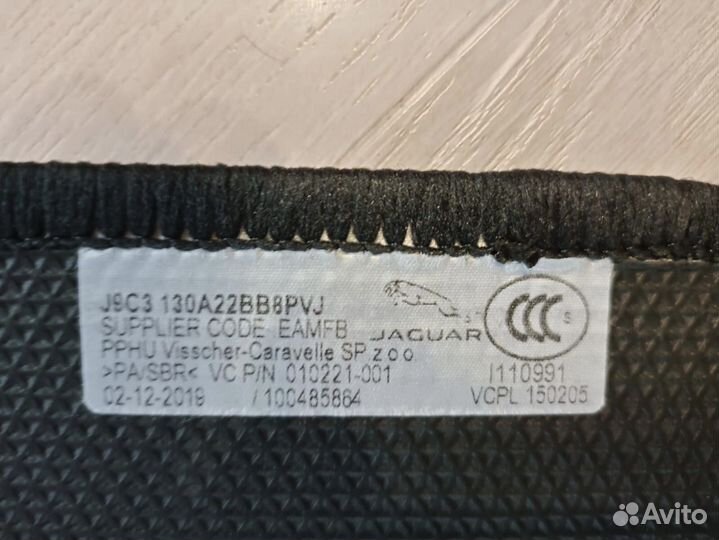 J9C3 130A22BB8PVJ
SUPPLIER CODE EAMFB
JAGUAR
CCC S
PPHU Visscher-Caravelle SP.z o o.
>PA/SBR< VC P/N 010221-001
I110991
02-12-2019 / 100485864
VCPL 150205
Avito